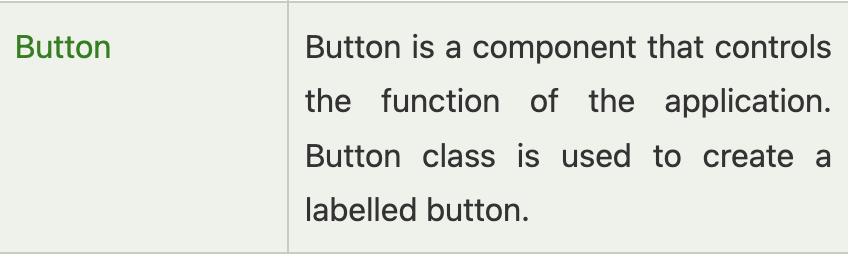 Button
Button is a component that controls
the function of the application.
Button class is used to create a
labelled button.